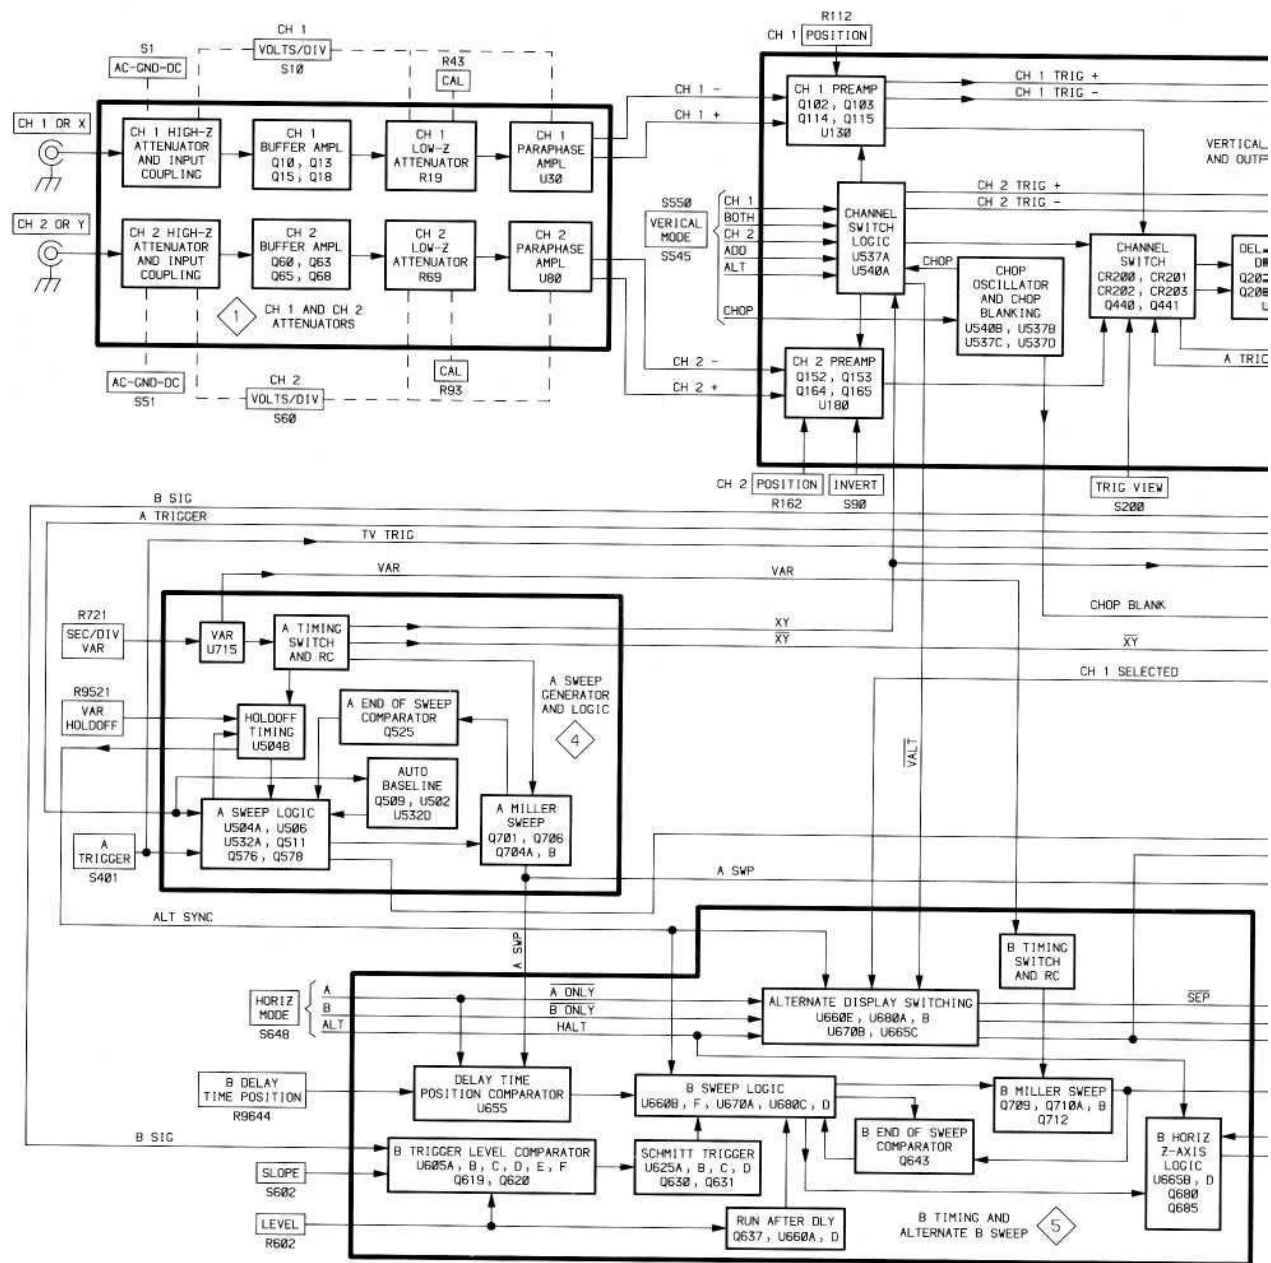 R112
CH 1 POSITION
CH 1
VOLTS/DIV
S10
S1
AC-GND-DC
R43
CAL
CH 1 OR X
CH 1 HIGH-Z
ATTENUATOR
AND INPUT
COUPLING
CH 1
BUFFER AMPL
Q10, Q13
Q15, Q18
CH 1
LOW-Z
ATTENUATOR
R19
CH 1
PARAPHASE
AMPL
U30
CH 1 -
CH 1 +
CH 1 PREAMP
Q102, Q103
Q114, Q115
U130
CH 1 TRIG +
CH 1 TRIG -
VERTICAL
AND
CH 2 OR Y
CH 2 HIGH-Z
ATTENUATOR
AND INPUT
COUPLING
CH 2
BUFFER AMPL
Q60, Q63
Q65, Q68
CH 2
LOW-Z
ATTENUATOR
R69
CH 2
PARAPHASE
AMPL
U80
1
CH 1 AND CH 2
ATTENUATORS
S550
VERICAL
MODE
S545
CH 1
BOTH
CH 2
ADD
ALT
CHOP
CHANNEL
SWITCH
LOGIC
U537A
U540A
CH 2 TRIG +
CH 2 TRIG -
CHOP
CHOP
OSCILLATOR
AND CHOP
BLANKING
U540B, U537B
U537C, U537D
CHANNEL
SWITCH
CR200, CR201
CR202, CR203
Q440, Q441
A TRIG
AC-GND-DC
S51
CH 2
VOLTS/DIV
S60
CAL
R93
CH 2 -
CH 2 +
CH 2 PREAMP
Q152, Q153
Q164, Q165
U180
CH 2 POSITION
R162
INVERT
S90
TRIG VIEW
S200
B SIG
A TRIGGER
TV TRIG
VAR
VAR
CHOP BLANK
R721
SEC/DIV
VAR
VAR
U715
A TIMING
SWITCH
AND RC
XY
XY
XY
CH 1 SELECTED
R9521
VAR
HOLDOFF
HOLDOFF
TIMING
U504B
A END OF SWEEP
COMPARATOR
Q525
A SWEEP
GENERATOR
AND LOGIC
4
VALT
AUTO
BASELINE
Q509, U502
U532D
A SWEEP LOGIC
U504A, U506
U532A, Q511
Q576, Q578
A MILLER
SWEEP
Q701, Q706
Q704A, B
A
TRIGGER
S401
A SWP
ALT SYNC
A SWP
B TIMING
SWITCH
AND RC
HORIZ
MODE
S648
A
B
ALT
A ONLY
B ONLY
HALT
ALTERNATE DISPLAY SWITCHING
U660E, U680A, B
U670B, U665C
SEP
B DELAY
TIME POSITION
R9644
DELAY TIME
POSITION COMPARATOR
U655
B SWEEP LOGIC
U660B, F, U670A, U680C, D
B MILLER SWEEP
Q709, Q710A, B
Q712
B SIG
SLOPE
S602
B TRIGGER LEVEL COMPARATOR
U605A, B, C, D, E, F
Q619, Q620
SCHMITT TRIGGER
U625A, B, C, D
Q630, Q631
B END OF SWEEP
COMPARATOR
Q643
B HORIZ
Z-AXIS
LOGIC
U665B, D
Q680
Q685
LEVEL
R602
RUN AFTER DLY
Q637, U660A, D
B TIMING AND
ALTERNATE B SWEEP
5